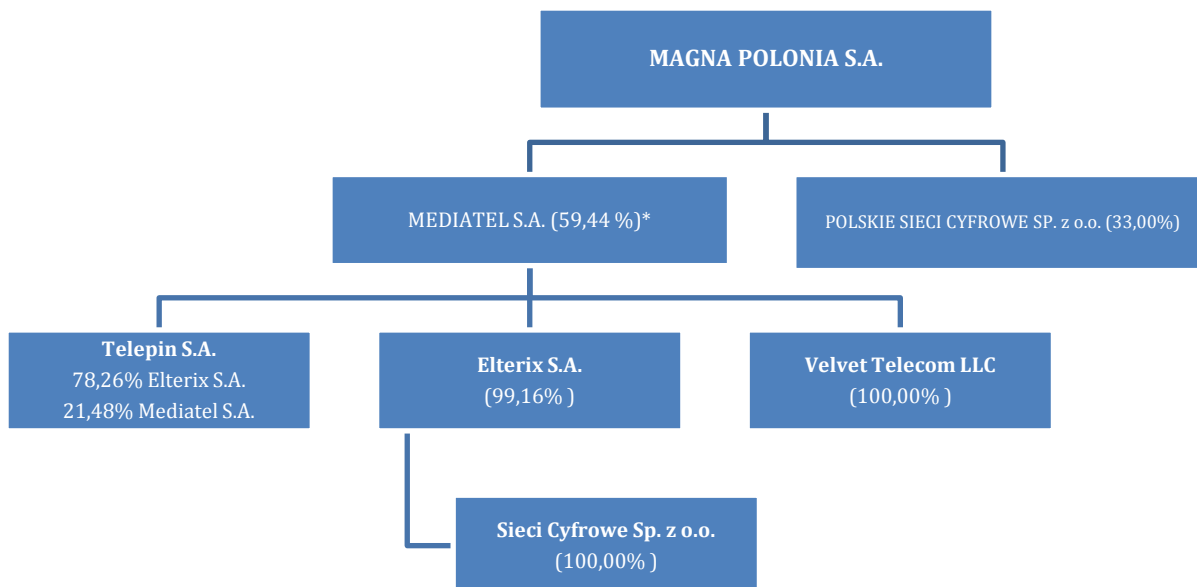 MAGNA POLONIA S.A.
MEDIATEL S.A. (59,44 %)*
POLSKIE SIECI CYFROWE SP. z o.o. (33,00%)
Telepin S.A.
78,26% Elterix S.A.
21,48% Mediatel S.A.
Elterix S.A.
(99,16% )
Velvet Telecom LLC
(100,00% )
Sieci Cyfrowe Sp. z o.o.
(100,00% )